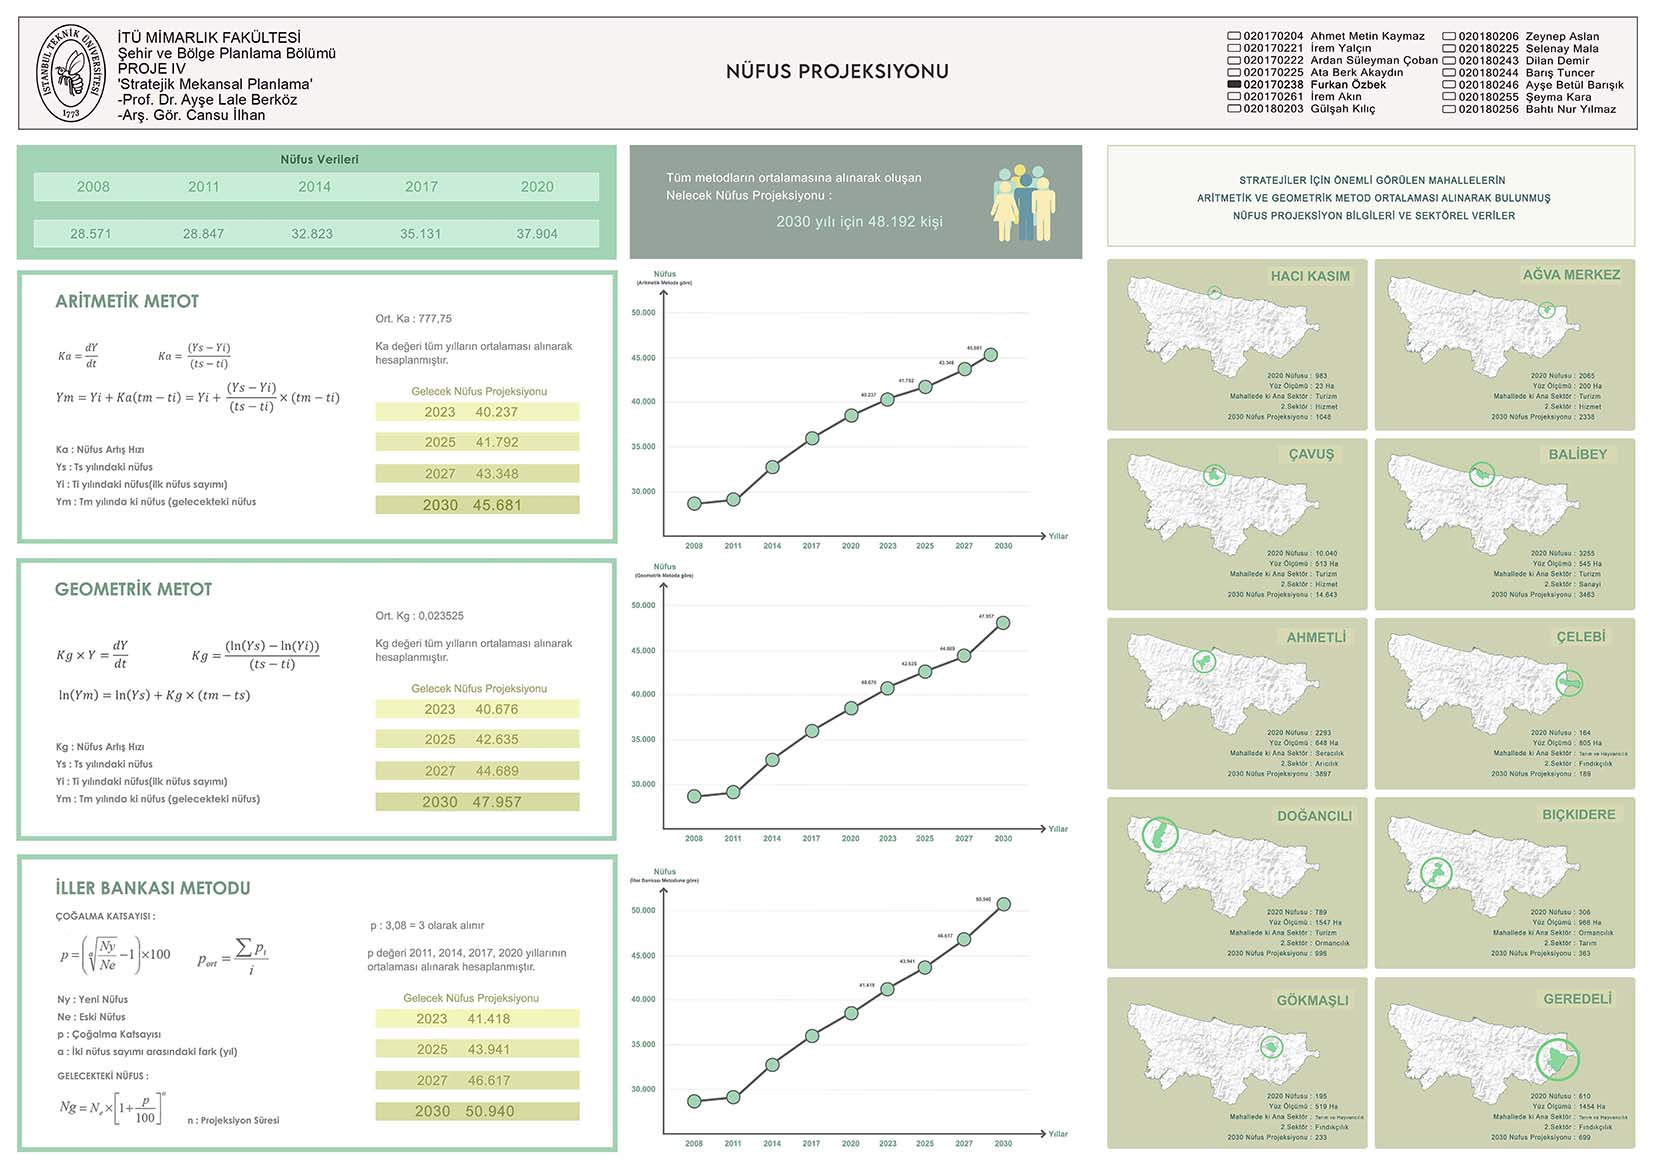 İSTANBUL TEKNİK ÜNİVERSİTESİ
1773
İTÜ MİMARLIK FAKÜLTESİ
Şehir ve Bölge Planlama Bölümü
PROJE IV
'Stratejik Mekansal Planlama'
-Prof. Dr. Ayşe Lale Berköz
-Arş. Gör. Cansu İlhan
NÜFUS PROJEKSIYONU
020170204 Ahmet Metin Kaymaz
020170221 İrem Yalçın
020170222 Ardan Süleyman Çoban
020170225 Ata Berk Akaydın
020170238 Furkan Özbek
020170261 İrem Akın
020180203 Gülşah Kılıç
020180206 Zeynep Aslan
020180225 Selenay Mala
020180243 Dilan Demir
020180244 Barış Tuncer
020180246 Ayşe Betül Barışık
020180255 Şeyma Kara
020180256 Bahtı Nur Yılmaz
Nüfus Verileri
2008 2011 2014 2017 2020
28.571 28.847 32.823 35.131 37.904
Tüm metodların ortalamasına alınarak oluşan
Nelecek Nüfus Projeksiyonu :
2030 yılı için 48.192 kişi
STRATEJİLER İÇİN ÖNEMLİ GÖRÜLEN MAHALLELERİN
ARİTMETİK VE GEOMETRİK METOD ORTALAMASI ALINARAK BULUNMUŞ
NÜFUS PROJEKSİYON BİLGİLERİ VE SEKTÖREL VERİLER
ARİTMETİK METOT
Ka = dY/dt
Ka = (Ys − Yi)/(ts − ti)
Ym = Yi + Ka(tm − ti) = Yi + (Ys − Yi)/(ts − ti) × (tm − ti)
Ka : Nüfus Artış Hızı
Ys : Ts yılındaki nüfus
Yi : Ti yılındaki nüfus(ilk nüfus sayımı)
Ym : Tm yılında ki nüfus (gelecekteki nüfus
Ort. Ka : 777,75
Ka değeri tüm yılların ortalaması alınarak
hesaplanmıştır.
Gelecek Nüfus Projeksiyonu
2023 40.237
2025 41.792
2027 43.348
2030 45.681
Nüfus
(Aritmetik Metoda göre)
50.000
45.000
40.000
35.000
30.000
40.237
41.792
43.348
45.681
2008 2011 2014 2017 2020 2023 2025 2027 2030
Yıllar
GEOMETRİK METOT
Kg × Y = dY/dt
Kg = (ln(Ys) − ln(Yi))/(ts − ti)
ln(Ym) = ln(Ys) + Kg × (tm − ts)
Kg : Nüfus Artış Hızı
Ys : Ts yılındaki nüfus
Yi : Ti yılındaki nüfus(ilk nüfus sayımı)
Ym : Tm yılında ki nüfus (gelecekteki nüfus)
Ort. Kg : 0,023525
Kg değeri tüm yılların ortalaması alınarak
hesaplanmıştır.
Gelecek Nüfus Projeksiyonu
2023 40.676
2025 42.635
2027 44.689
2030 47.957
Nüfus
(Geometrik Metoda göre)
50.000
45.000
40.000
35.000
30.000
40.676
42.635
44.689
47.957
2008 2011 2014 2017 2020 2023 2025 2027 2030
Yıllar
İLLER BANKASI METODU
ÇOĞALMA KATSAYISI :
p = (ᵃ√(Ny/Ne) − 1) × 100
p ort = ∑ pᵢ / i
Ny : Yeni Nüfus
Ne : Eski Nüfus
p : Çoğalma Katsayısı
a : İki nüfus sayımı arasındaki fark (yıl)
GELECEKTEKİ NÜFUS :
Ng = Nₑ × [1 + p/100]ⁿ
n : Projeksiyon Süresi
p : 3,08 = 3 olarak alınır
p değeri 2011, 2014, 2017, 2020 yıllarının
ortalaması alınarak hesaplanmıştır.
Gelecek Nüfus Projeksiyonu
2023 41.418
2025 43.941
2027 46.617
2030 50.940
Nüfus
(İller Bankası Metoduna göre)
50.000
45.000
40.000
35.000
30.000
41.418
43.941
46.617
50.940
2008 2011 2014 2017 2020 2023 2025 2027 2030
Yıllar
HACI KASIM
2020 Nüfusu : 983
Yüz Ölçümü : 23 Ha
Mahallede ki Ana Sektör : Turizm
2.Sektör : Hizmet
2030 Nüfus Projeksiyonu : 1048
AĞVA MERKEZ
2020 Nüfusu : 2065
Yüz Ölçümü : 200 Ha
Mahallede ki Ana Sektör : Turizm
2.Sektör : Hizmet
2030 Nüfus Projeksiyonu : 2338
ÇAVUŞ
2020 Nüfusu : 10.040
Yüz Ölçümü : 513 Ha
Mahallede ki Ana Sektör : Turizm
2.Sektör : Hizmet
2030 Nüfus Projeksiyonu : 14.643
BALİBEY
2020 Nüfusu : 3255
Yüz Ölçümü : 545 Ha
Mahallede ki Ana Sektör : Turizm
2.Sektör : Sanayi
2030 Nüfus Projeksiyonu : 3463
AHMETLİ
2020 Nüfusu : 2293
Yüz Ölçümü : 648 Ha
Mahallede ki Ana Sektör : Seracılık
2.Sektör : Arıcılık
2030 Nüfus Projeksiyonu : 3897
ÇELEBİ
2020 Nüfusu : 164
Yüz Ölçümü : 805 Ha
Mahallede ki Ana Sektör : Tarım ve Hayvancılık
2.Sektör : Fındıkçılık
2030 Nüfus Projeksiyonu : 189
DOĞANCILI
2020 Nüfusu : 789
Yüz Ölçümü : 1547 Ha
Mahallede ki Ana Sektör : Turizm
2.Sektör : Ormancılık
2030 Nüfus Projeksiyonu : 996
BIÇKIDERE
2020 Nüfusu : 306
Yüz Ölçümü : 966 Ha
Mahallede ki Ana Sektör : Ormancılık
2.Sektör : Tarım
2030 Nüfus Projeksiyonu : 363
GÖKMAŞLI
2020 Nüfusu : 195
Yüz Ölçümü : 519 Ha
Mahallede ki Ana Sektör : Tarım ve Hayvancılık
2.Sektör : Fındıkçılık
2030 Nüfus Projeksiyonu : 233
GEREDELİ
2020 Nüfusu : 610
Yüz Ölçümü : 1454 Ha
Mahallede ki Ana Sektör : Tarım ve Hayvancılık
2.Sektör : Fındıkçılık
2030 Nüfus Projeksiyonu : 699